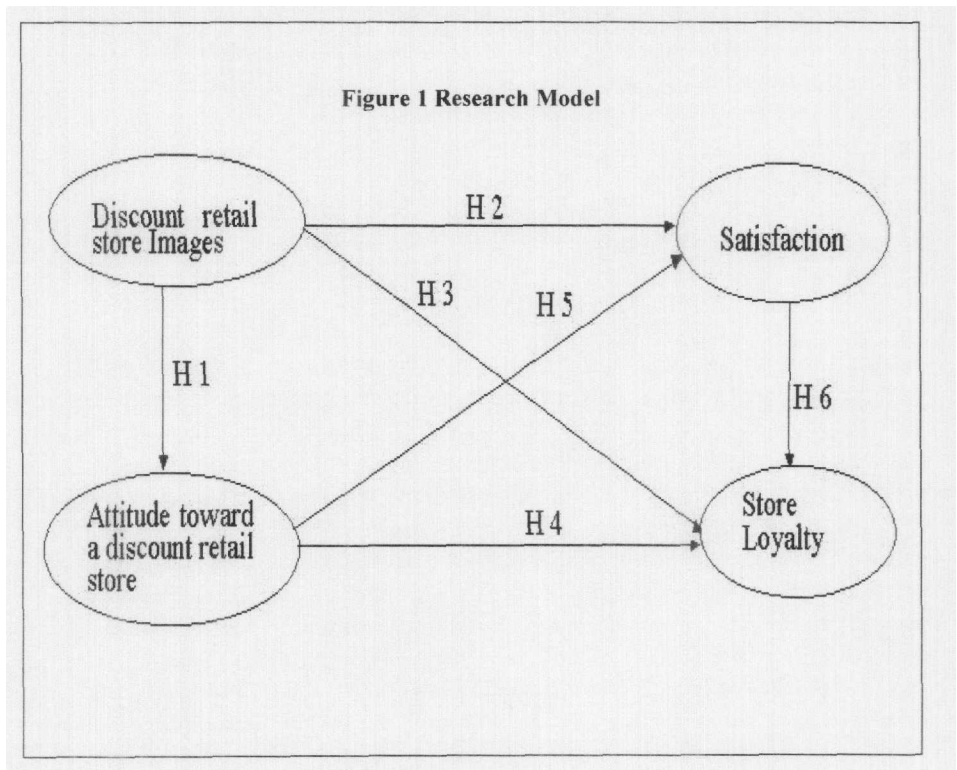 Figure 1 Research Model
Discount retail
store Images
H 2
Satisfaction
H 3
H 5
H 1
H 6
Attitude toward
a discount retail
store
H 4
Store
Loyalty